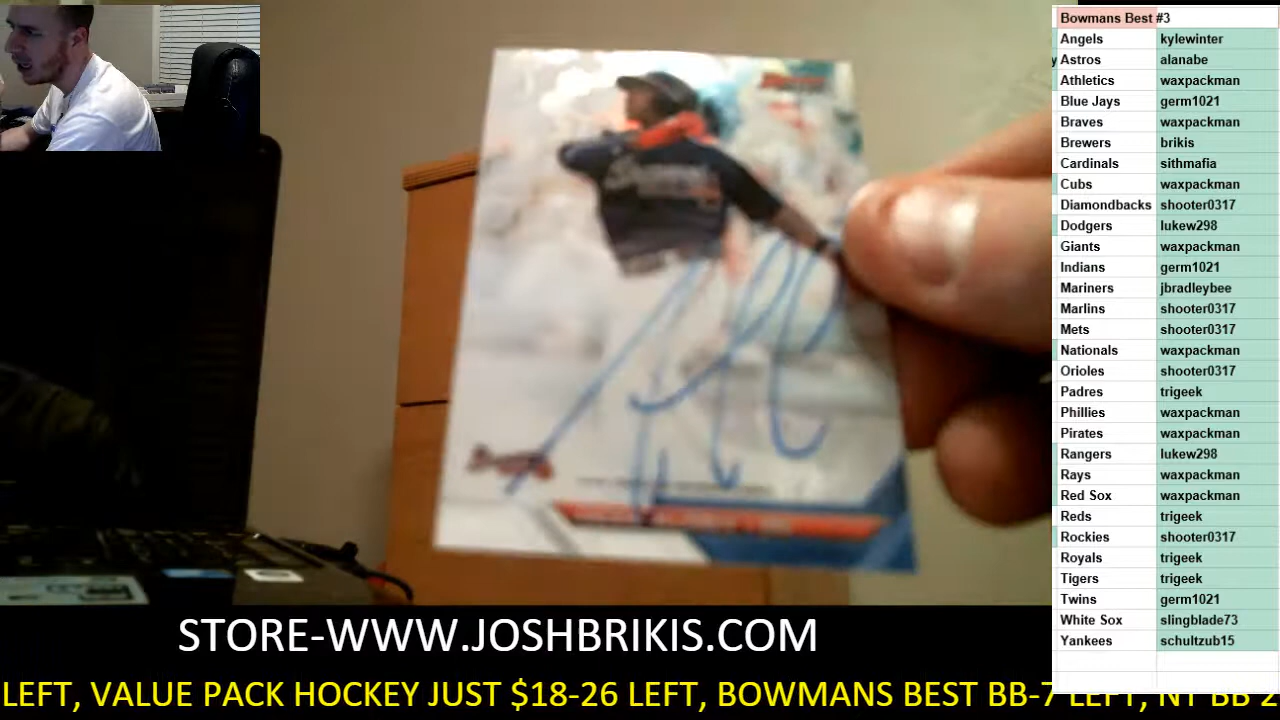 Bowmans Best #3
Angels kylewinter
Astros alanabe
Athletics waxpackman
Blue Jays germ1021
Braves waxpackman
Brewers brikis
Cardinals sithmafia
Cubs waxpackman
Diamondbacks shooter0317
Dodgers lukew298
Giants waxpackman
Indians germ1021
Mariners jbradleybee
Marlins shooter0317
Mets shooter0317
Nationals waxpackman
Orioles shooter0317
Padres trigeek
Phillies waxpackman
Pirates waxpackman
Rangers lukew298
Rays waxpackman
Red Sox waxpackman
Reds trigeek
Rockies shooter0317
Royals trigeek
Tigers trigeek
Twins germ1021
White Sox slingblade73
Yankees schultzub15
STORE-WWW.JOSHBRIKIS.COM
LEFT, VALUE PACK HOCKEY JUST $18-26 LEFT, BOWMANS BEST BB-7 LEFT, NT BB 2